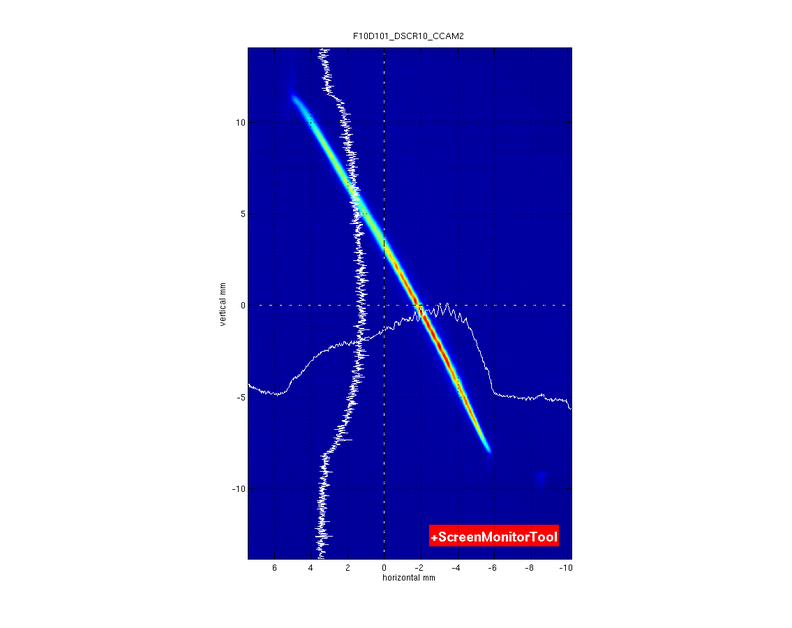 F10D101_DSCR10_CCAM2
vertical mm
10
5
0
-5
-10
+ScreenMonitorTool
6 4 2 0 -2 -4 -6 -8 -10
horizontal mm